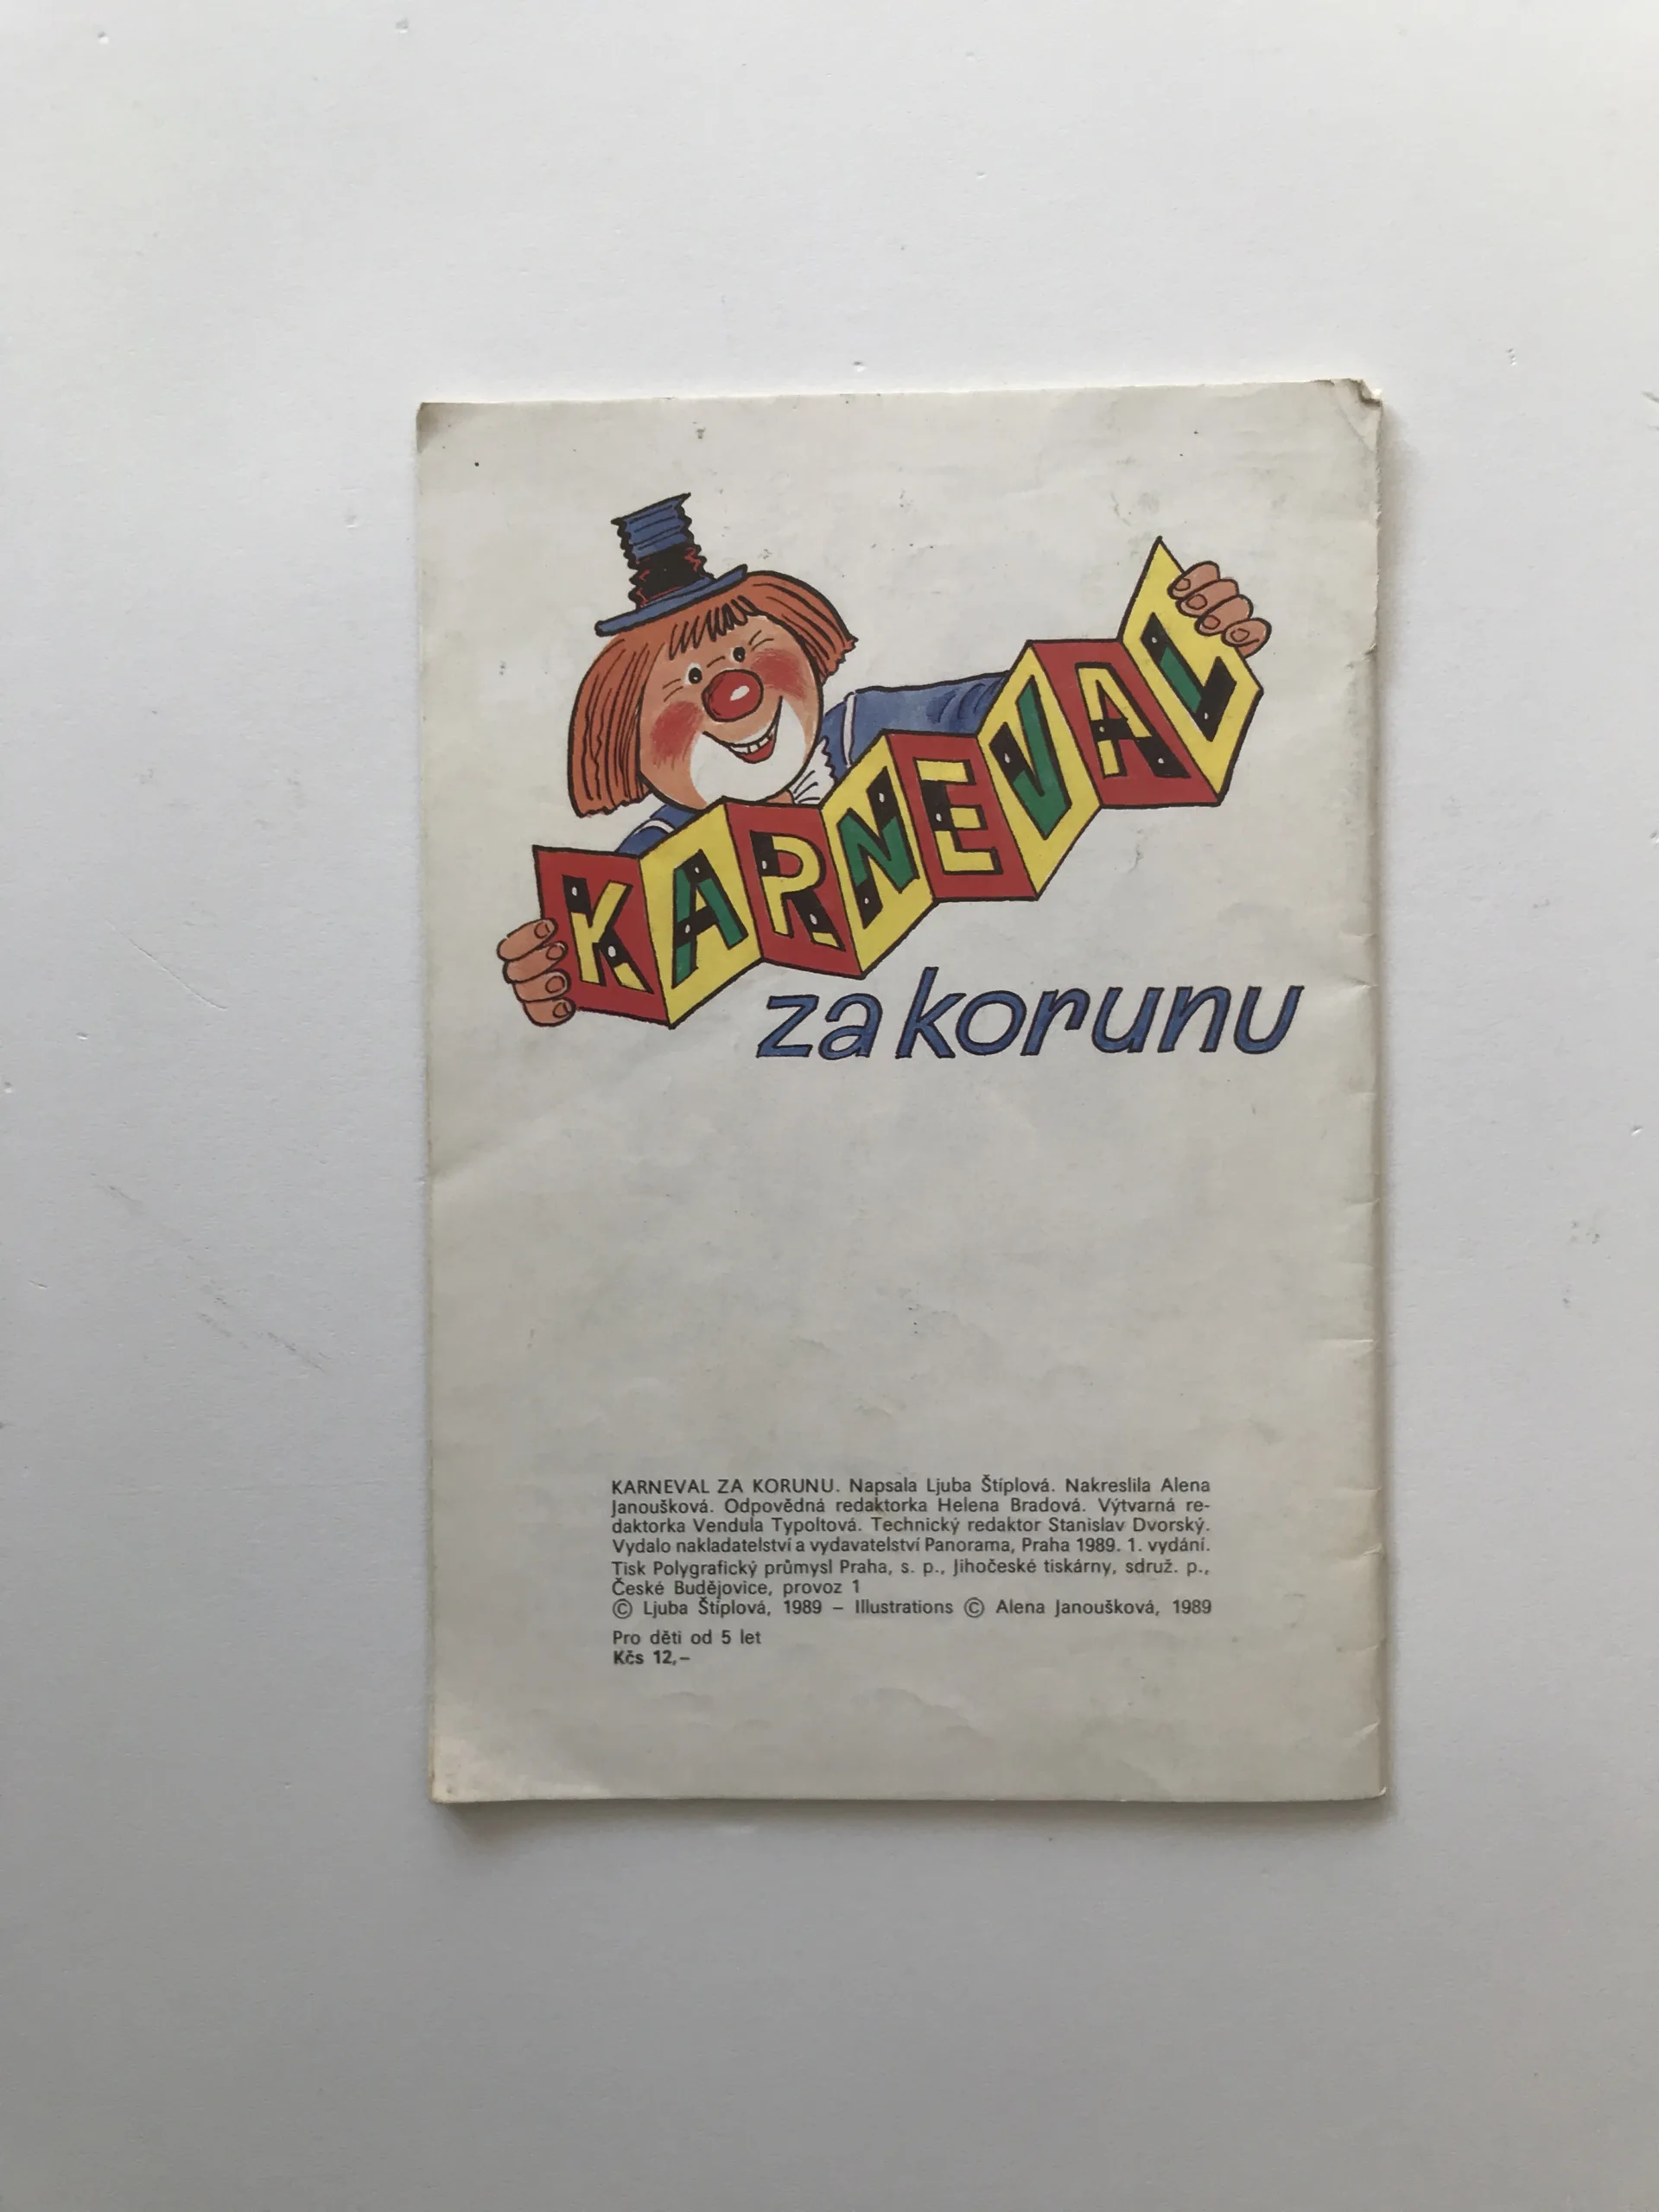 KARNEVAL
za korunu
KARNEVAL ZA KORUNU. Napsala Ljuba Štíplová. Nakreslila Alena
Janoušková. Odpovědná redaktorka Helena Bradová. Výtvarná re-
daktorka Vendula Typoltová. Technický redaktor Stanislav Dvorský.
Vydalo nakladatelství a vydavatelství Panorama, Praha 1989. 1. vydání.
Tisk Polygrafický průmysl Praha, s. p., Jihočeské tiskárny, sdruž. p.,
České Budějovice, provoz 1
© Ljuba Štíplová, 1989 – Illustrations © Alena Janoušková, 1989
Pro děti od 5 let
Kčs 12,–